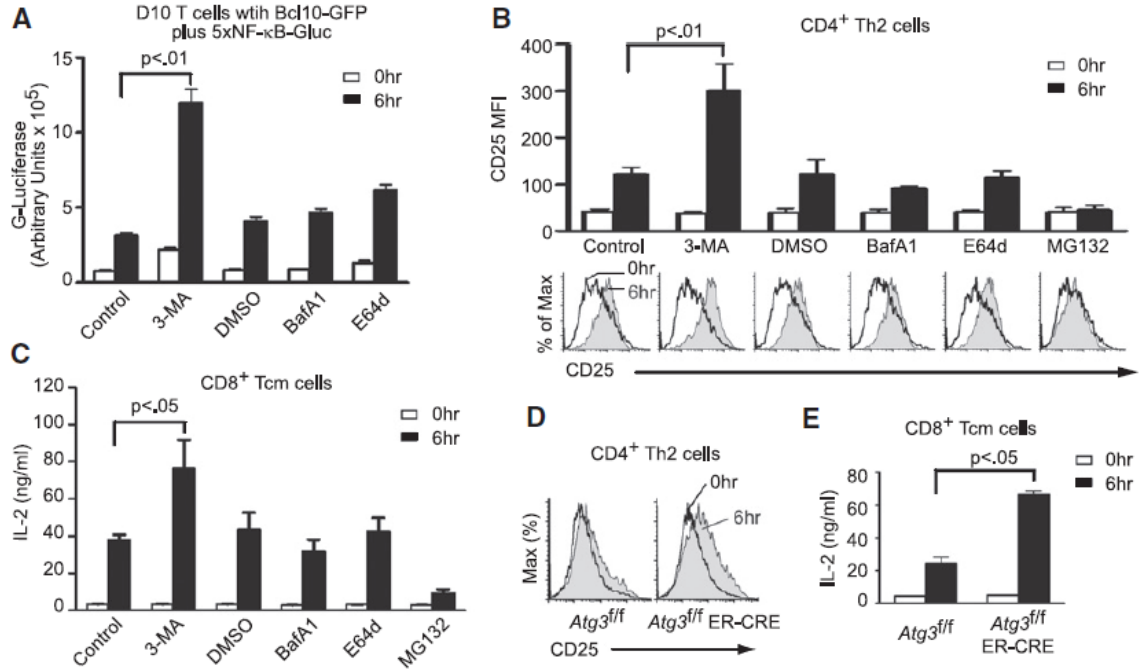 A
D10 T cells wtih Bcl10-GFP
plus 5xNF-κB-Gluc
G-Luciferase
(Arbitrary Units x 10⁵)
15
10
5
0
p<.01
0hr
6hr
Control
3-MA
DMSO
BafA1
E64d
B
CD4⁺ Th2 cells
CD25 MFI
400
300
200
100
0
p<.01
0hr
6hr
Control
3-MA
DMSO
BafA1
E64d
MG132
% of Max
0hr
6hr
CD25
C
CD8⁺ Tcm cells
IL-2 (ng/ml)
120
100
80
60
40
20
0
p<.05
0hr
6hr
Control
3-MA
DMSO
BafA1
E64d
MG132
D
CD4⁺ Th2 cells
Max (%)
0hr
6hr
Atg3f/f
Atg3f/f ER-CRE
CD25
E
CD8⁺ Tcm cells
IL-2 (ng/ml)
80
60
40
20
0
p<.05
0hr
6hr
Atg3f/f
Atg3f/f
ER-CRE